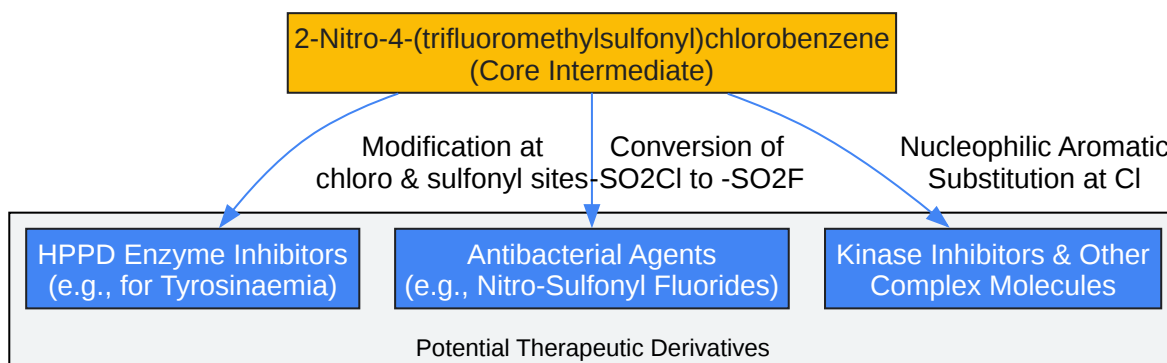 2-Nitro-4-(trifluoromethylsulfonyl)chlorobenzene
(Core Intermediate)
Modification at
chloro & sulfonyl sites
Conversion of
-SO2Cl to -SO2F
Nucleophilic Aromatic
Substitution at Cl
HPPD Enzyme Inhibitors
(e.g., for Tyrosinaemia)
Antibacterial Agents
(e.g., Nitro-Sulfonyl Fluorides)
Kinase Inhibitors & Other
Complex Molecules
Potential Therapeutic Derivatives